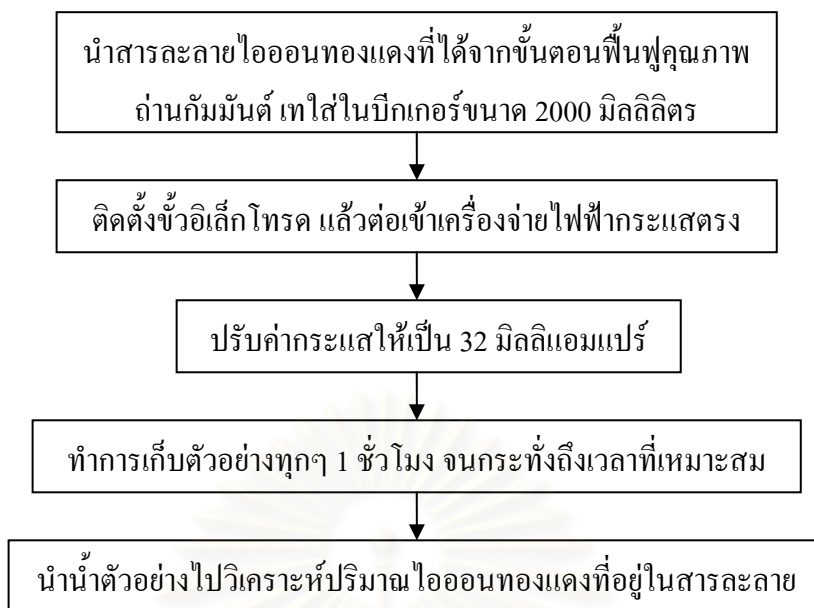 นำสารละลายไอออนทองแดงที่ได้จากขั้นตอนฟื้นฟูคุณภาพ
ถ่านกัมมันต์ เทใส่ในบีกเกอร์ขนาด 2000 มิลลิลิตร
ติดตั้งขั้วอิเล็กโทรด แล้วต่อเข้าเครื่องจ่ายไฟฟ้ากระแสตรง
ปรับค่ากระแสให้เป็น 32 มิลลิแอมแปร์
ทำการเก็บตัวอย่างทุกๆ 1 ชั่วโมง จนกระทั่งถึงเวลาที่เหมาะสม
นำน้ำตัวอย่างไปวิเคราะห์ปริมาณไอออนทองแดงที่อยู่ในสารละลาย